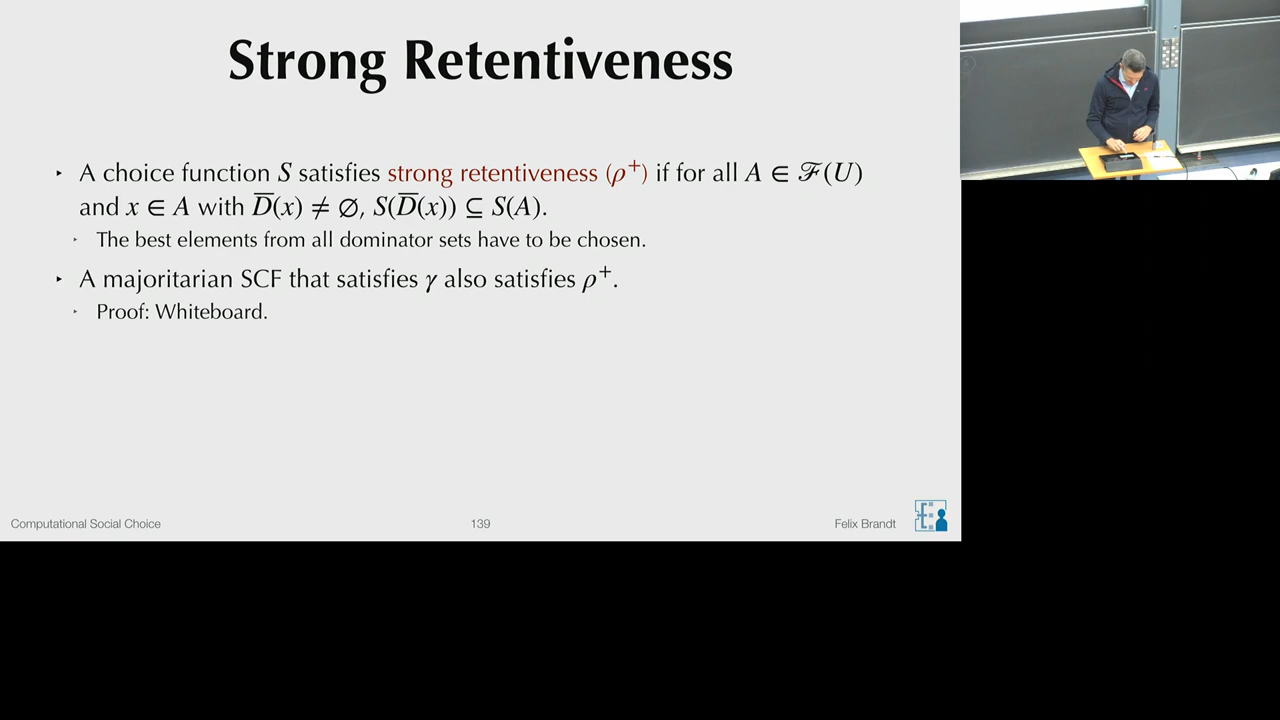 Strong Retentiveness
‣ A choice function S satisfies strong retentiveness (ρ⁺) if for all A ∈ ℱ(U)
and x ∈ A with D̅(x) ≠ ∅, S(D̅(x)) ⊆ S(A).
‣ The best elements from all dominator sets have to be chosen.
‣ A majoritarian SCF that satisfies γ also satisfies ρ⁺.
‣ Proof: Whiteboard.
Computational Social Choice
139
Felix Brandt